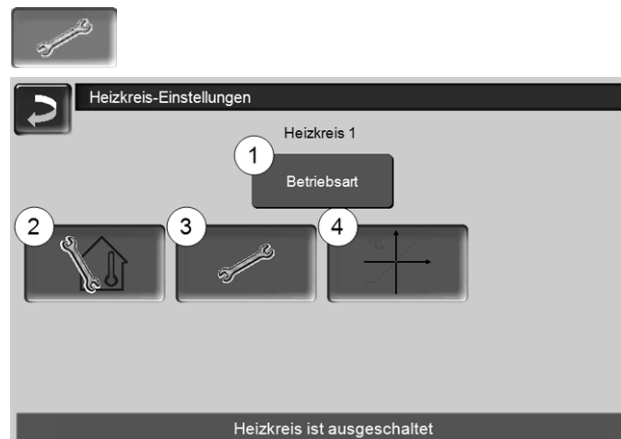 Heizkreis-Einstellungen
Heizkreis 1
1
Betriebsart
2
3
4
°C
Heizkreis ist ausgeschaltet